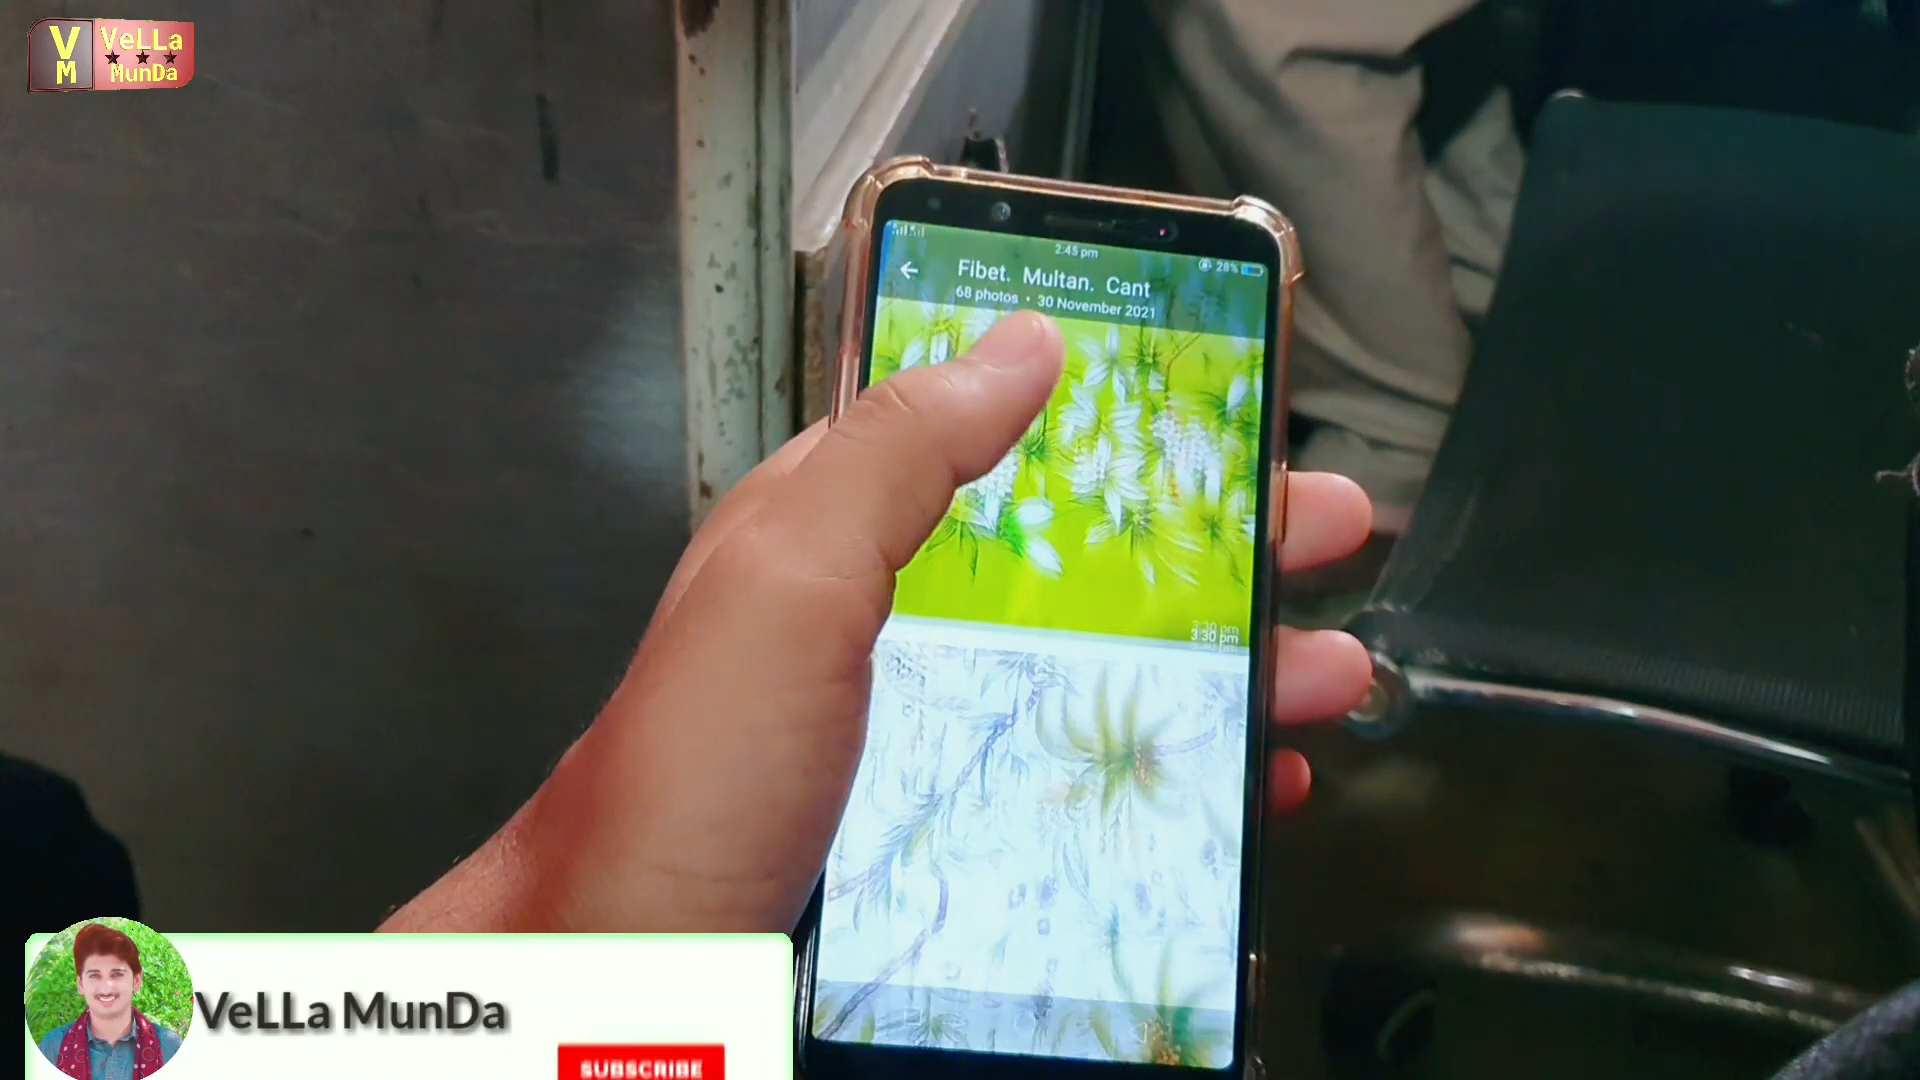 V
M
VeLLa
MunDa
2:45 pm
28%
Fibet. Multan. Cant
68 photos • 30 November 2021
3:30 pm
VeLLa MunDa
SUBSCRIBE